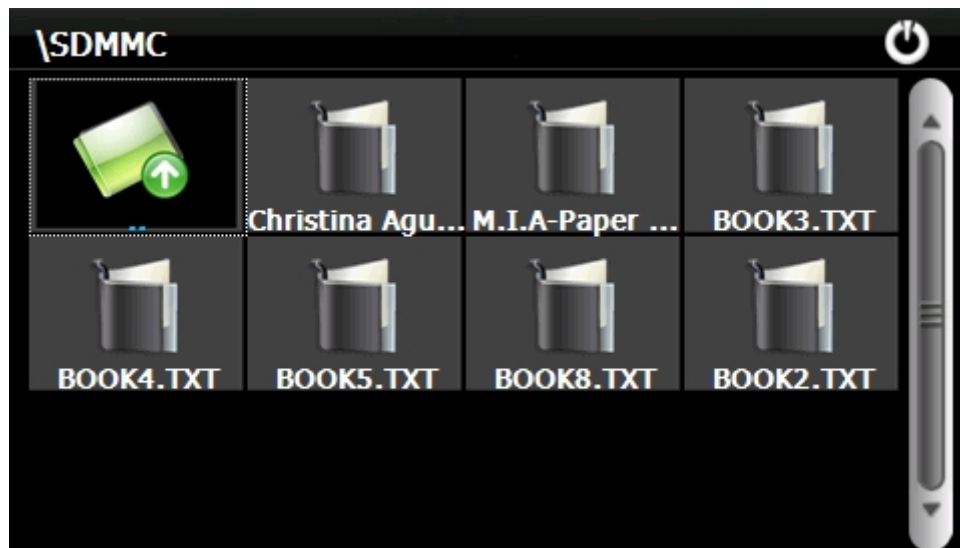 \SDMMC
..
Christina Agu...
M.I.A-Paper ...
BOOK3.TXT
BOOK4.TXT
BOOK5.TXT
BOOK8.TXT
BOOK2.TXT